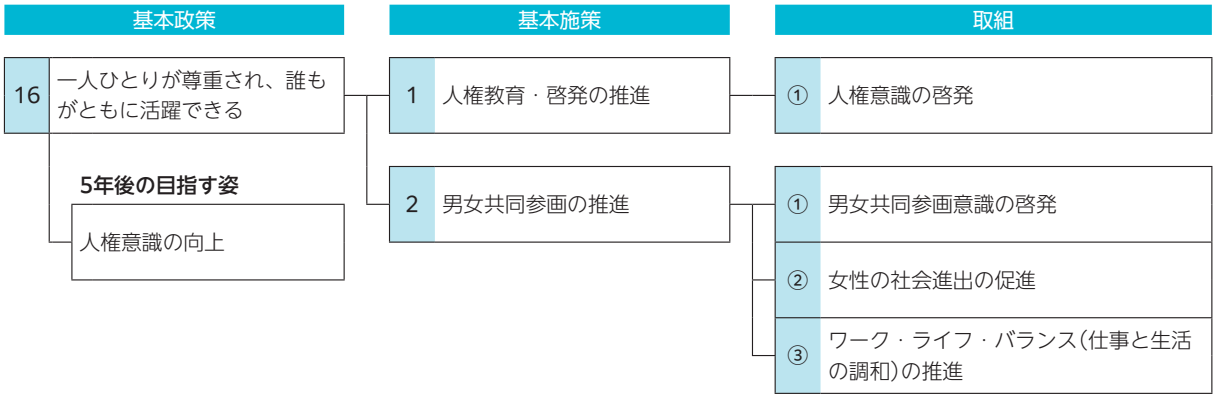 基本政策
基本施策
取組
16
一人ひとりが尊重され、誰も
がともに活躍できる
5年後の目指す姿
人権意識の向上
1 人権教育・啓発の推進
① 人権意識の啓発
2 男女共同参画の推進
① 男女共同参画意識の啓発
② 女性の社会進出の促進
③
ワーク・ライフ・バランス(仕事と生活
の調和)の推進